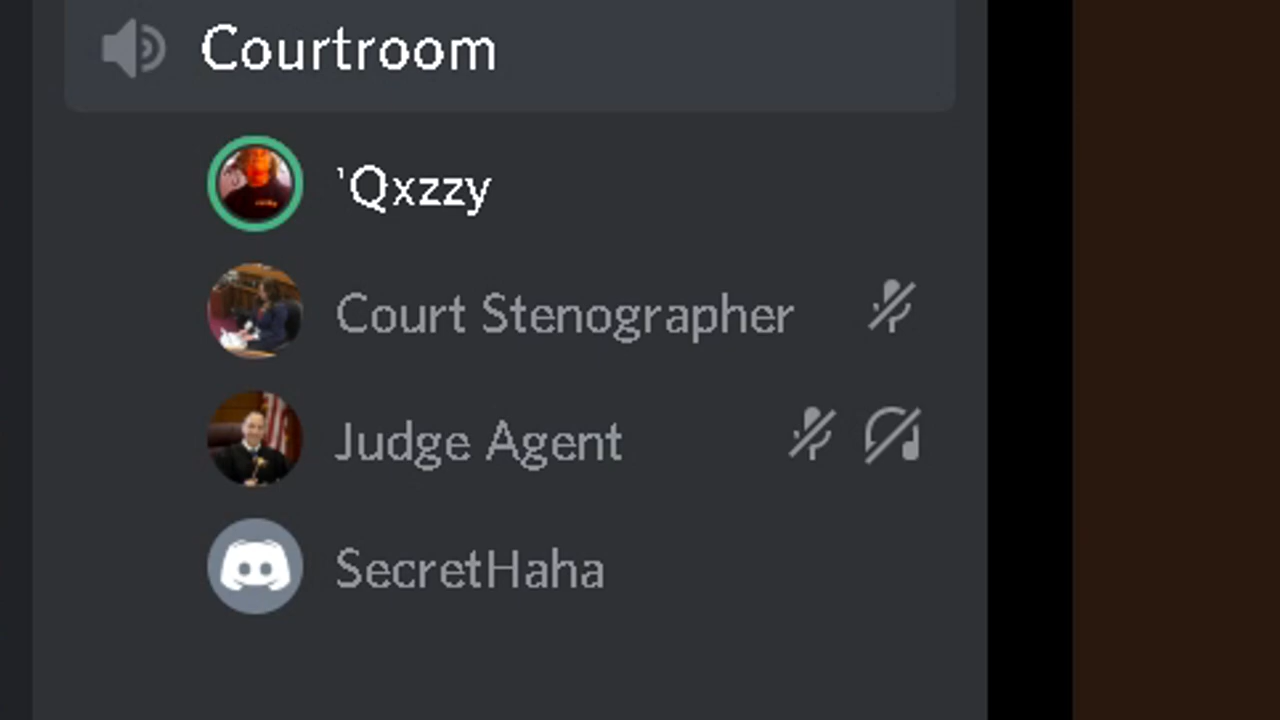 Courtroom
'Qxzzy
Court Stenographer
Judge Agent
SecretHaha